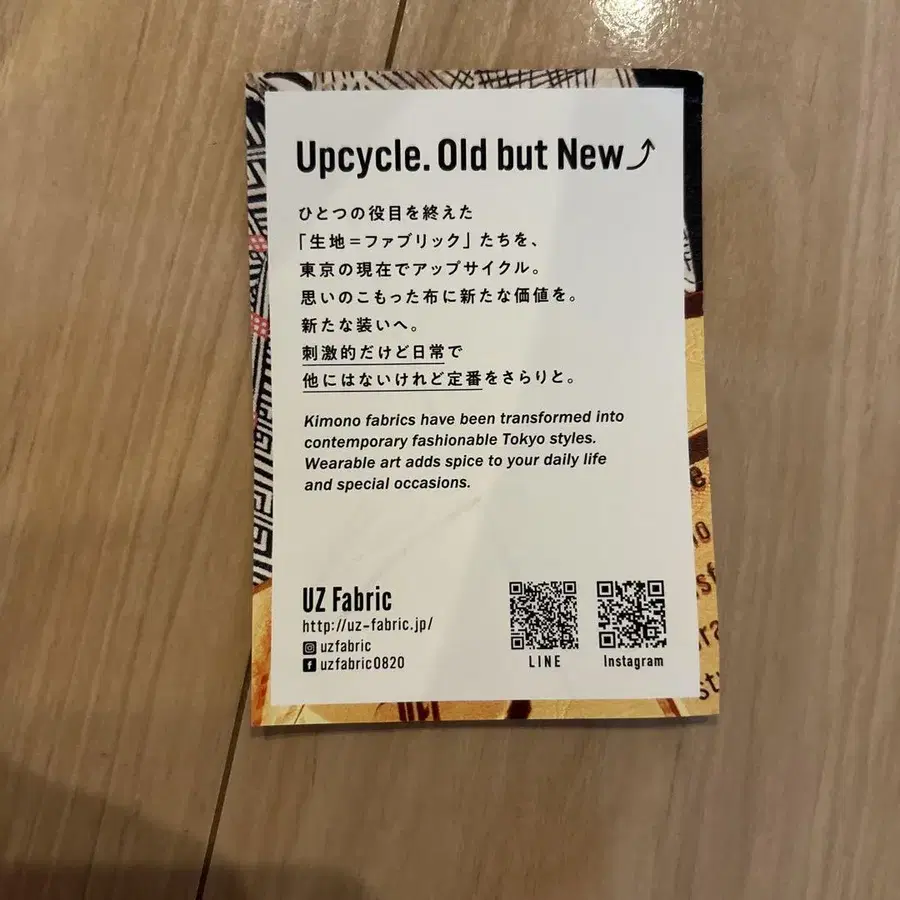 Upcycle. Old but New
ひとつの役目を終えた
「生地＝ファブリック」たちを、
東京の現在でアップサイクル。
思いのこもった布に新たな価値を。
新たな装いへ。
刺激的だけど日常で
他にはないけれど定番をさらりと。
Kimono fabrics have been transformed into
contemporary fashionable Tokyo styles.
Wearable art adds spice to your daily life
and special occasions.
UZ Fabric
http://uz-fabric.jp/
uzfabric
uzfabric0820
LINE
Instagram